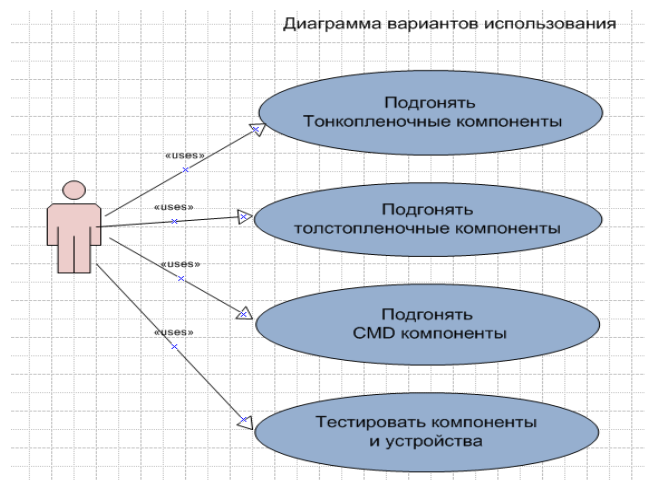 Диаграмма вариантов использования
Подгонять
Тонкопленочные компоненты
«uses»
Подгонять
толстопленочные компоненты
«uses»
Подгонять
CMD компоненты
«uses»
Тестировать компоненты
и устройства
«uses»